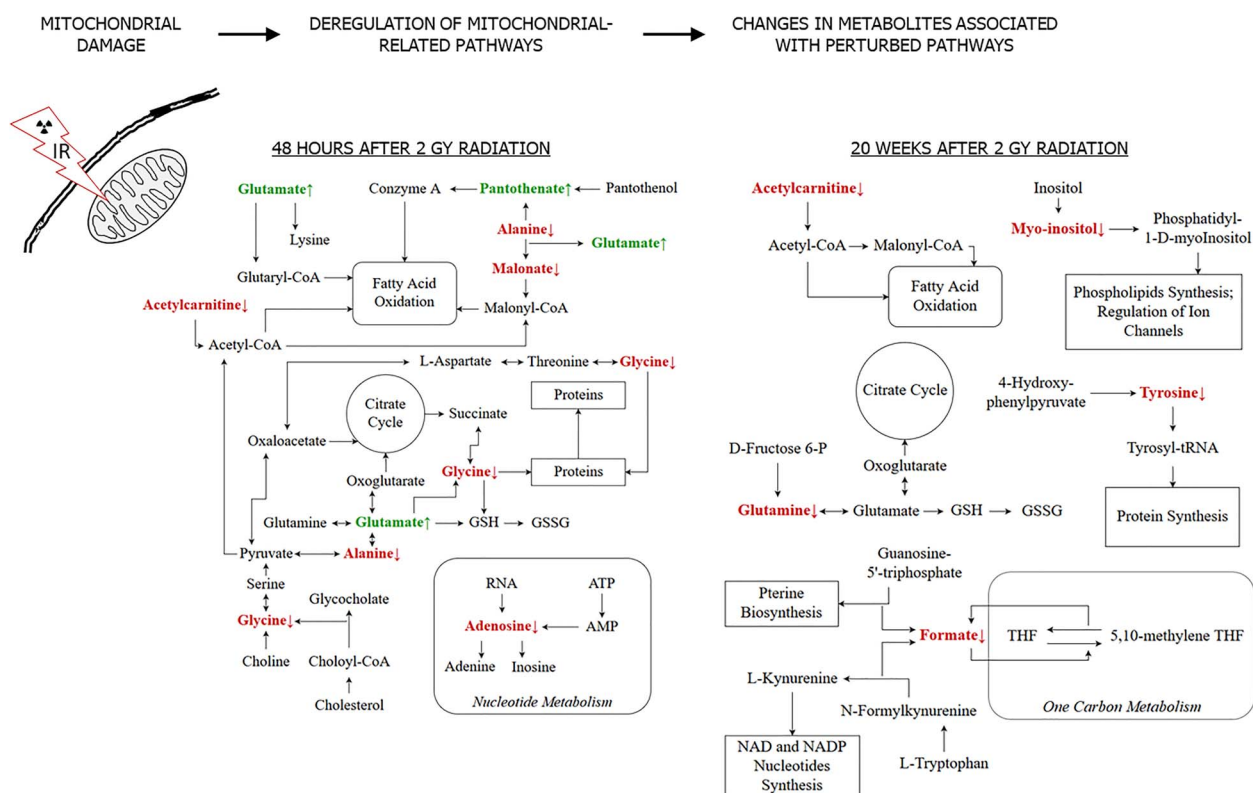 MITOCHONDRIAL
DAMAGE
DEREGULATION OF MITOCHONDRIAL-
RELATED PATHWAYS
CHANGES IN METABOLITES ASSOCIATED
WITH PERTURBED PATHWAYS
IR
48 HOURS AFTER 2 GY RADIATION
Glutamate↑
Conzyme A
Pantothenate↑
Pantothenol
Lysine
Alanine↓
Glutamate↑
Glutaryl-CoA
Malonate↓
Fatty Acid
Oxidation
Acetylcarnitine↓
Malonyl-CoA
Acetyl-CoA
L-Aspartate
Threonine
Glycine↓
Citrate
Cycle
Succinate
Proteins
Oxaloacetate
Oxoglutarate
Glycine↓
Proteins
Glutamine
Glutamate↑
GSH
GSSG
Pyruvate
Alanine↓
Serine
Glycocholate
Glycine↓
Choline
Choloyl-CoA
Cholesterol
RNA
ATP
Adenosine↓
AMP
Adenine
Inosine
Nucleotide Metabolism
20 WEEKS AFTER 2 GY RADIATION
Acetylcarnitine↓
Inositol
Myo-inositol↓
Phosphatidyl-
1-D-myoInositol
Acetyl-CoA
Malonyl-CoA
Fatty Acid
Oxidation
Phospholipids Synthesis;
Regulation of Ion
Channels
Citrate Cycle
4-Hydroxy-
phenylpyruvate
Tyrosine↓
D-Fructose 6-P
Oxoglutarate
Tyrosyl-tRNA
Glutamine↓
Glutamate
GSH
GSSG
Protein Synthesis
Guanosine-
5'-triphosphate
Pterine
Biosynthesis
Formate↓
THF
5,10-methylene THF
L-Kynurenine
N-Formylkynurenine
One Carbon Metabolism
NAD and NADP
Nucleotides
Synthesis
L-Tryptophan